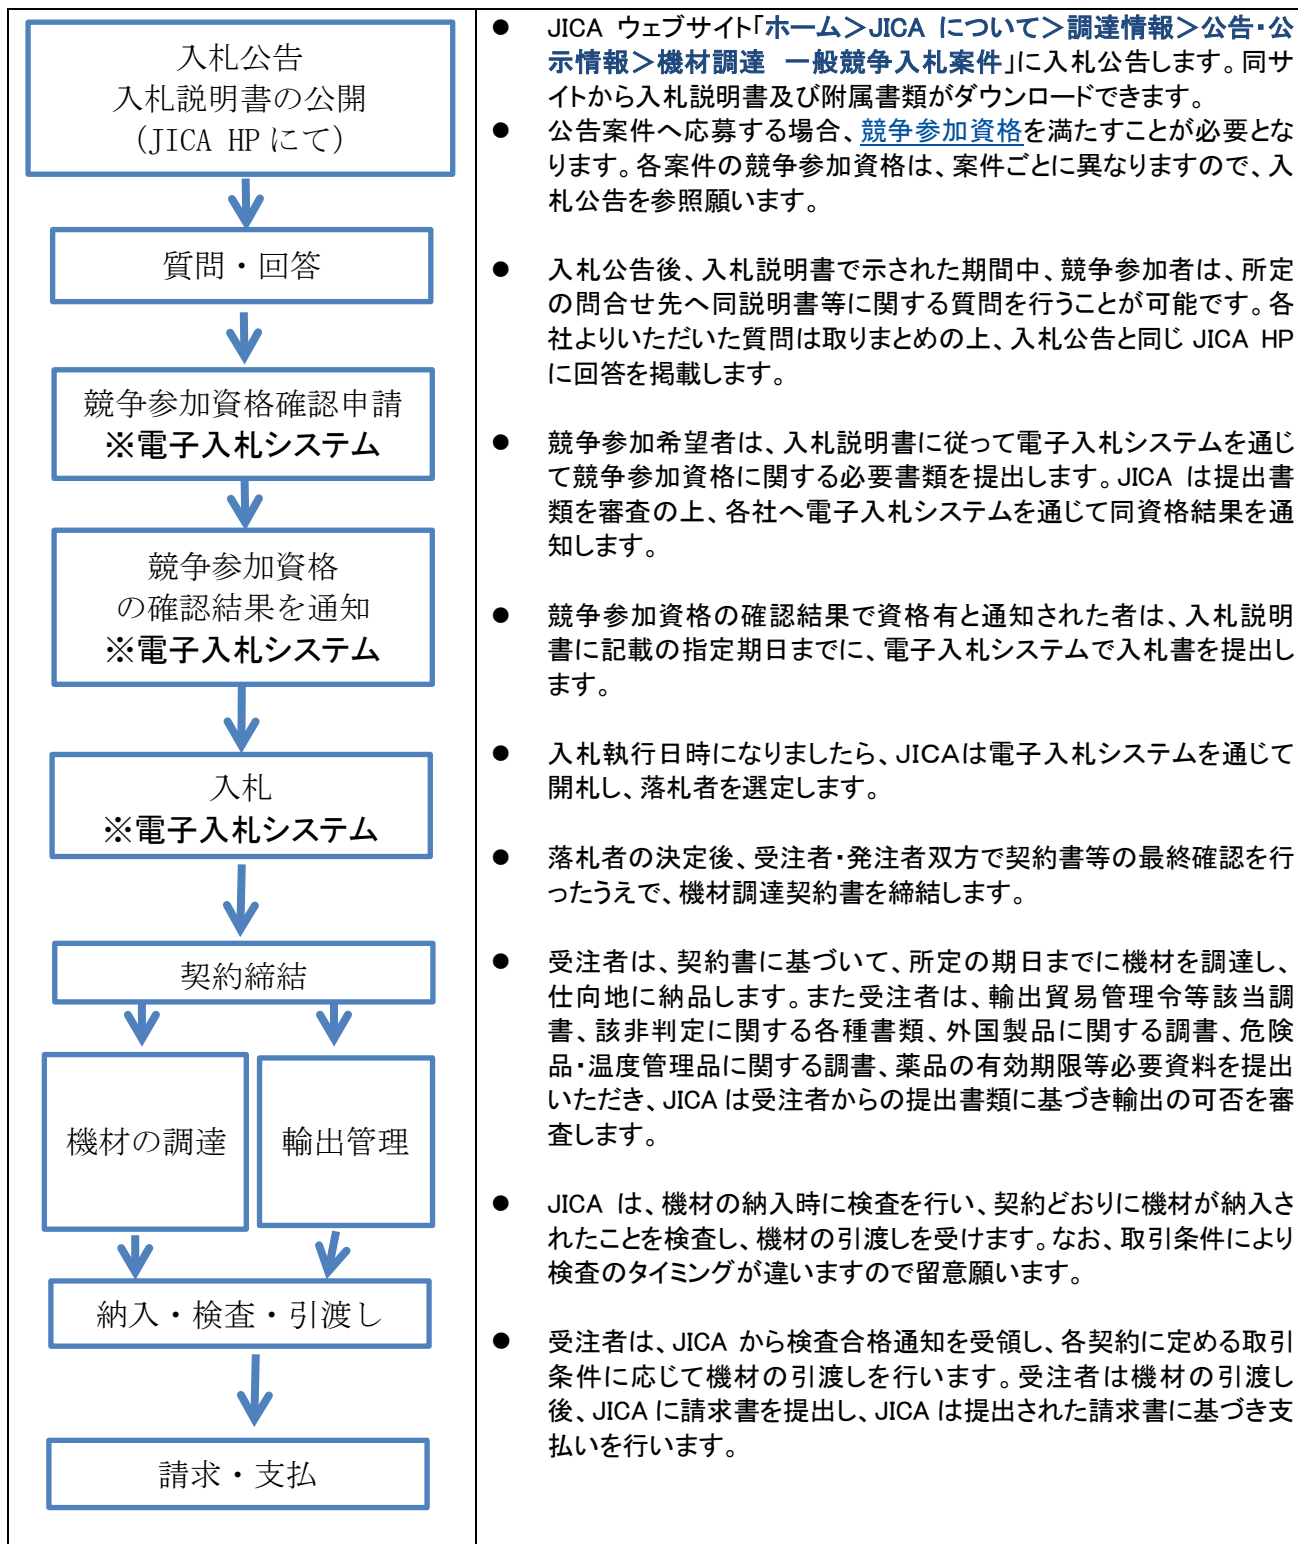 入札公告
入札説明書の公開
(JICA HP にて)
質問・回答
競争参加資格確認申請
※電子入札システム
競争参加資格
の確認結果を通知
※電子入札システム
入札
※電子入札システム
契約締結
機材の調達
輸出管理
納入・検査・引渡し
請求・支払
● JICA ウェブサイト「ホーム＞JICA について＞調達情報＞公告・公
示情報＞機材調達　一般競争入札案件」に入札公告します。同サ
イトから入札説明書及び附属書類がダウンロードできます。
● 公告案件へ応募する場合、競争参加資格を満たすことが必要とな
ります。各案件の競争参加資格は、案件ごとに異なりますので、入
札公告を参照願います。
● 入札公告後、入札説明書で示された期間中、競争参加者は、所定
の問合せ先へ同説明書等に関する質問を行うことが可能です。各
社よりいただいた質問は取りまとめの上、入札公告と同じ JICA HP
に回答を掲載します。
● 競争参加希望者は、入札説明書に従って電子入札システムを通じ
て競争参加資格に関する必要書類を提出します。JICA は提出書
類を審査の上、各社へ電子入札システムを通じて同資格結果を通
知します。
● 競争参加資格の確認結果で資格有と通知された者は、入札説明
書に記載の指定期日までに、電子入札システムで入札書を提出し
ます。
● 入札執行日時になりましたら、JICAは電子入札システムを通じて
開札し、落札者を選定します。
● 落札者の決定後、受注者・発注者双方で契約書等の最終確認を行
ったうえで、機材調達契約書を締結します。
● 受注者は、契約書に基づいて、所定の期日までに機材を調達し、
仕向地に納品します。また受注者は、輸出貿易管理令等該当調
書、該非判定に関する各種書類、外国製品に関する調書、危険
品・温度管理品に関する調書、薬品の有効期限等必要資料を提出
いただき、JICA は受注者からの提出書類に基づき輸出の可否を審
査します。
● JICA は、機材の納入時に検査を行い、契約どおりに機材が納入さ
れたことを検査し、機材の引渡しを受けます。なお、取引条件により
検査のタイミングが違いますので留意願います。
● 受注者は、JICA から検査合格通知を受領し、各契約に定める取引
条件に応じて機材の引渡しを行います。受注者は機材の引渡し
後、JICA に請求書を提出し、JICA は提出された請求書に基づき支
払いを行います。